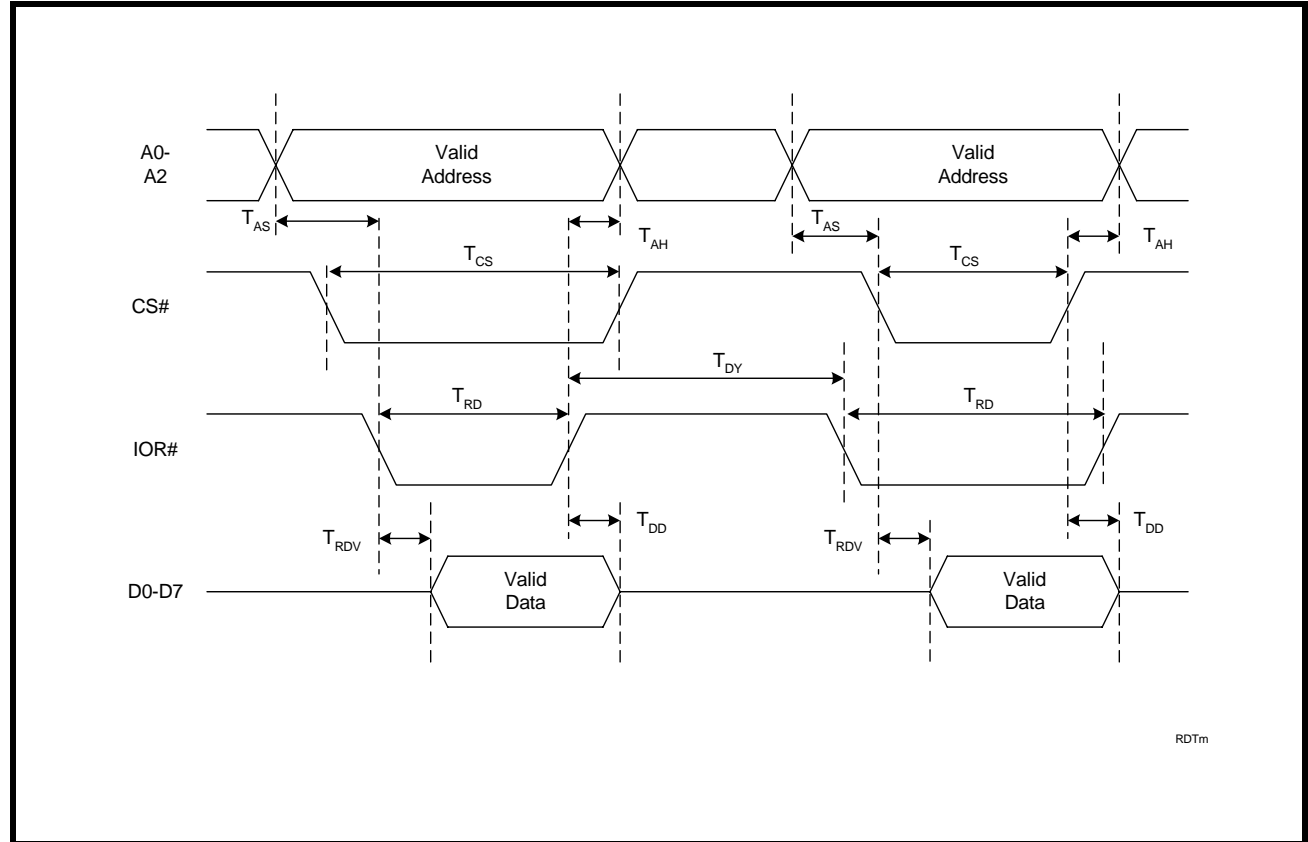 A0-
A2
Valid
Address
Valid
Address
TAS
TAH
TAS
TAH
TCS
TCS
CS#
TDY
TRD
TRD
IOR#
TRDV
TDD
TRDV
TDD
D0-D7
Valid
Data
Valid
Data
RDTm